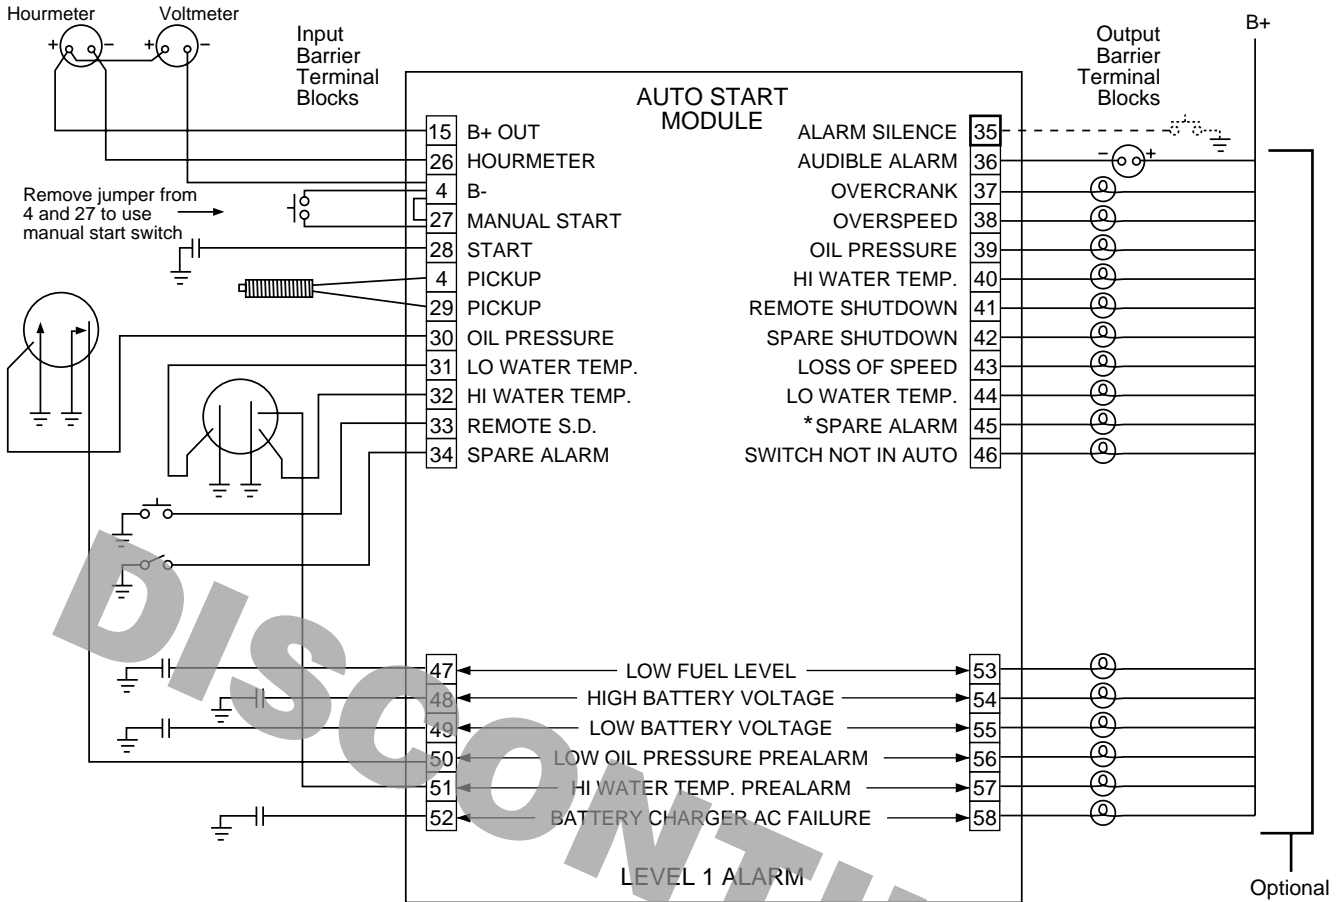 Hourmeter
Voltmeter
+ - + -
Input
Barrier
Terminal
Blocks
Output
Barrier
Terminal
Blocks
B+
AUTO START
MODULE
15 B+ OUT
26 HOURMETER
4 B-
27 MANUAL START
28 START
4 PICKUP
29 PICKUP
30 OIL PRESSURE
31 LO WATER TEMP.
32 HI WATER TEMP.
33 REMOTE S.D.
34 SPARE ALARM
Remove jumper from
4 and 27 to use
manual start switch
ALARM SILENCE 35
AUDIBLE ALARM 36 - +
OVERCRANK 37
OVERSPEED 38
OIL PRESSURE 39
HI WATER TEMP. 40
REMOTE SHUTDOWN 41
SPARE SHUTDOWN 42
LOSS OF SPEED 43
LO WATER TEMP. 44
*SPARE ALARM 45
SWITCH NOT IN AUTO 46
47 LOW FUEL LEVEL 53
48 HIGH BATTERY VOLTAGE 54
49 LOW BATTERY VOLTAGE 55
50 LOW OIL PRESSURE PREALARM 56
51 HI WATER TEMP. PREALARM 57
52 BATTERY CHARGER AC FAILURE 58
LEVEL 1 ALARM
Optional
DISCONTI